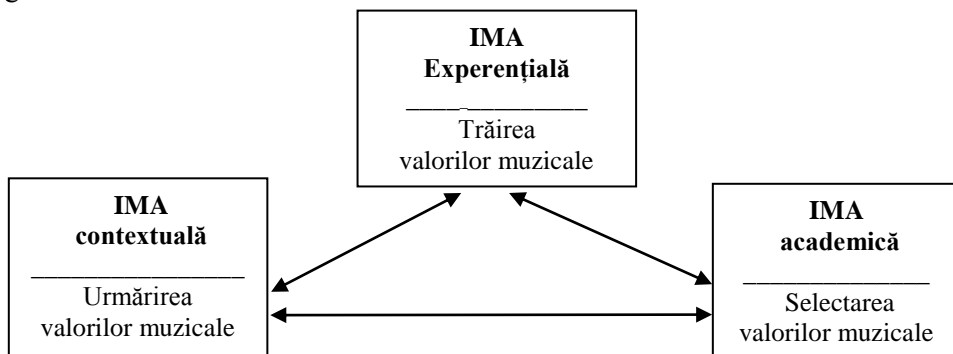 g
IMA
Experențială
Trăirea
valorilor muzicale
IMA
contextuală
Urmărirea
valorilor muzicale
IMA
academică
Selectarea
valorilor muzicale